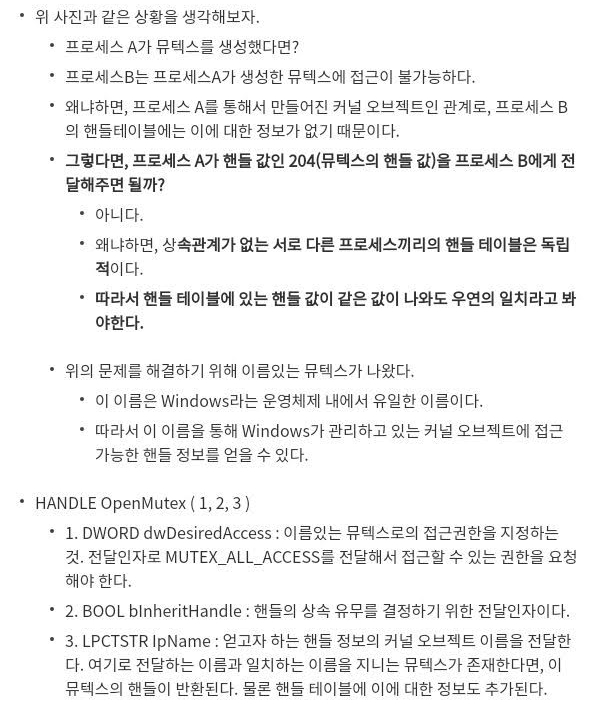 위 사진과 같은 상황을 생각해보자.
프로세스 A가 뮤텍스를 생성했다면?
프로세스B는 프로세스A가 생성한 뮤텍스에 접근이 불가능하다.
왜냐하면, 프로세스 A를 통해서 만들어진 커널 오브젝트인 관계로, 프로세스 B
의 핸들테이블에는 이에 대한 정보가 없기 때문이다.
그렇다면, 프로세스 A가 핸들 값인 204(뮤텍스의 핸들 값)을 프로세스 B에게 전
달해주면 될까?
아니다.
왜냐하면, 상속관계가 없는 서로 다른 프로세스끼리의 핸들 테이블은 독립
적이다.
따라서 핸들 테이블에 있는 핸들 값이 같은 값이 나와도 우연의 일치라고 봐
야한다.
위의 문제를 해결하기 위해 이름있는 뮤텍스가 나왔다.
이 이름은 Windows라는 운영체제 내에서 유일한 이름이다.
따라서 이 이름을 통해 Windows가 관리하고 있는 커널 오브젝트에 접근
가능한 핸들 정보를 얻을 수 있다.
HANDLE OpenMutex ( 1, 2, 3 )
1. DWORD dwDesiredAccess : 이름있는 뮤텍스로의 접근권한을 지정하는
것. 전달인자로 MUTEX_ALL_ACCESS를 전달해서 접근할 수 있는 권한을 요청
해야 한다.
2. BOOL bInheritHandle : 핸들의 상속 유무를 결정하기 위한 전달인자이다.
3. LPCTSTR IpName : 얻고자 하는 핸들 정보의 커널 오브젝트 이름을 전달한
다. 여기로 전달하는 이름과 일치하는 이름을 지니는 뮤텍스가 존재한다면, 이
뮤텍스의 핸들이 반환된다. 물론 핸들 테이블에 이에 대한 정보도 추가된다.